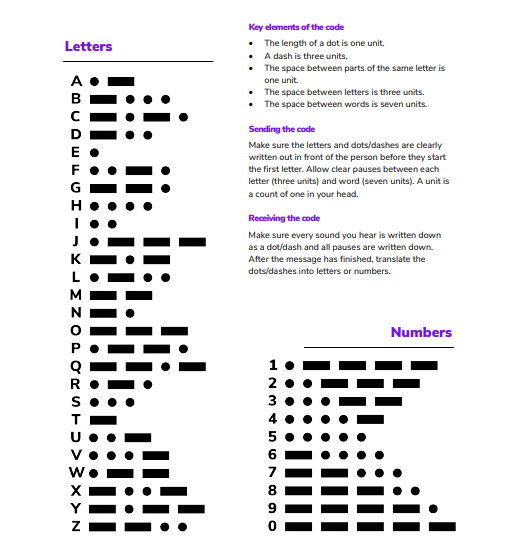 Letters
A
B
C
D
E
F
G
H
I
J
K
L
M
N
O
P
Q
R
S
T
U
V
W
X
Y
Z
Key elements of the code
• The length of a dot is one unit.
• A dash is three units.
• The space between parts of the same letter is
one unit.
• The space between letters is three units.
• The space between words is seven units.
Sending the code
Make sure the letters and dots/dashes are clearly
written out in front of the person before they start
the first letter. Allow clear pauses between each
letter (three units) and word (seven units). A unit is
a count of one in your head.
Receiving the code
Make sure every sound you hear is written down
as a dot/dash and all pauses are written down.
After the message has finished, translate the
dots/dashes into letters or numbers.
Numbers
1
2
3
4
5
6
7
8
9
0